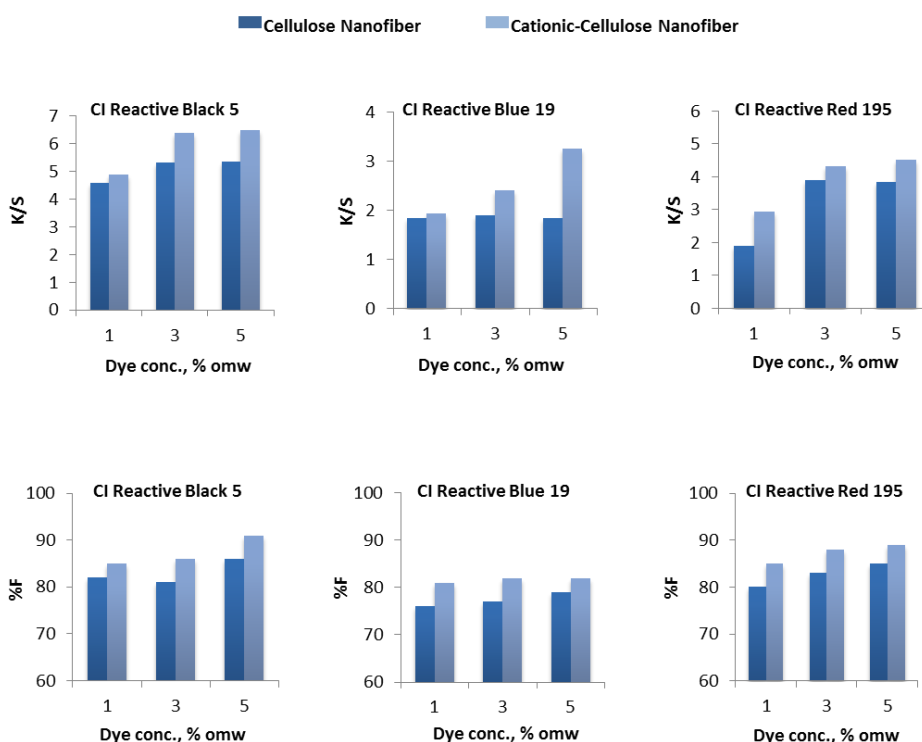 Cellulose Nanofiber
Cationic-Cellulose Nanofiber
CI Reactive Black 5
7
6
5
4
3
2
1
0
K/S
1 3 5
Dye conc., % omw
CI Reactive Blue 19
4
3
2
1
0
K/S
1 3 5
Dye conc., % omw
CI Reactive Red 195
6
5
4
3
2
1
0
K/S
1 3 5
Dye conc., % omw
CI Reactive Black 5
100
90
80
70
60
%F
1 3 5
Dye conc., % omw
CI Reactive Blue 19
100
90
80
70
60
%F
1 3 5
Dye conc., % omw
CI Reactive Red 195
100
90
80
70
60
%F
1 3 5
Dye conc., % omw